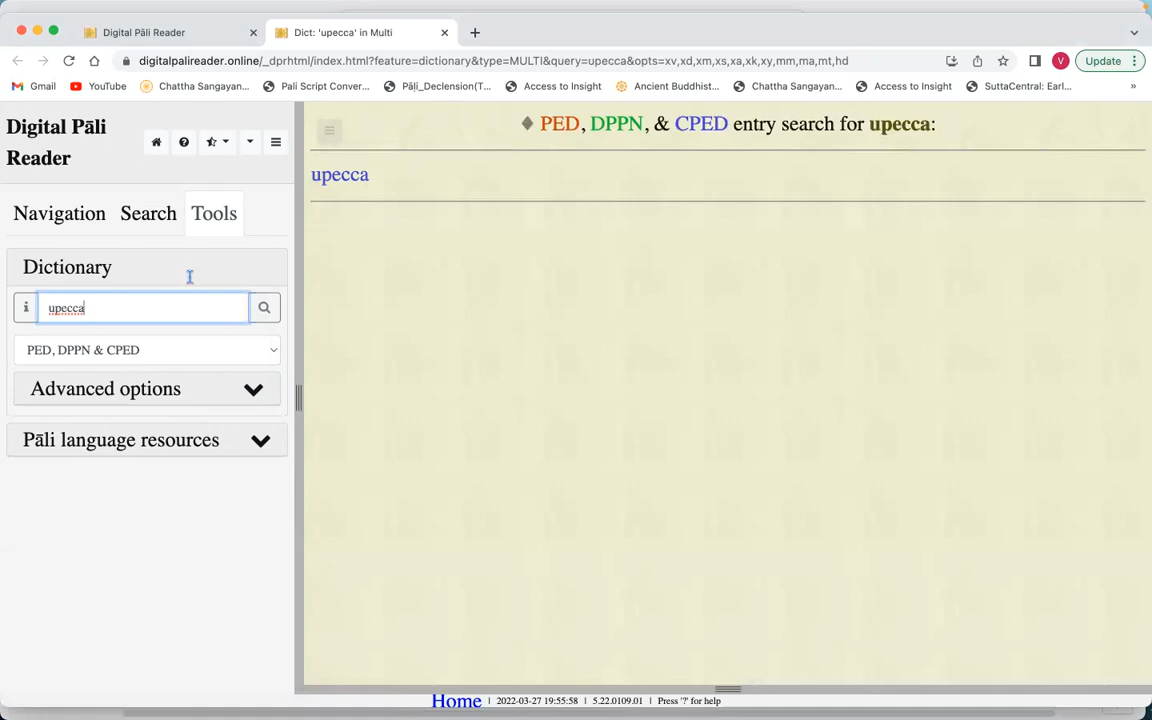 Digital Pāli Reader
Dict: 'upecca' in Multi
digitalpalireader.online/_dprhtml/index.html?feature=dictionary&type=MULTI&query=upecca&opts=xv,xd,xm,xs,xa,xk,xy,mm,ma,mt,hd
V
Update
Gmail
YouTube
Chattha Sangayan...
Pali Script Conver...
Pāḷi_Declension(T...
Access to Insight
Ancient Buddhist...
Chattha Sangayan...
Access to Insight
SuttaCentral: Earl...
»
Digital Pāli
Reader
Navigation Search Tools
Dictionary
upecca
PED, DPPN & CPED
Advanced options
Pāli language resources
♦ PED, DPPN, & CPED entry search for upecca:
upecca
Home | 2022-03-27 19:55:58 | 5.22.0109.01 | Press '?' for help